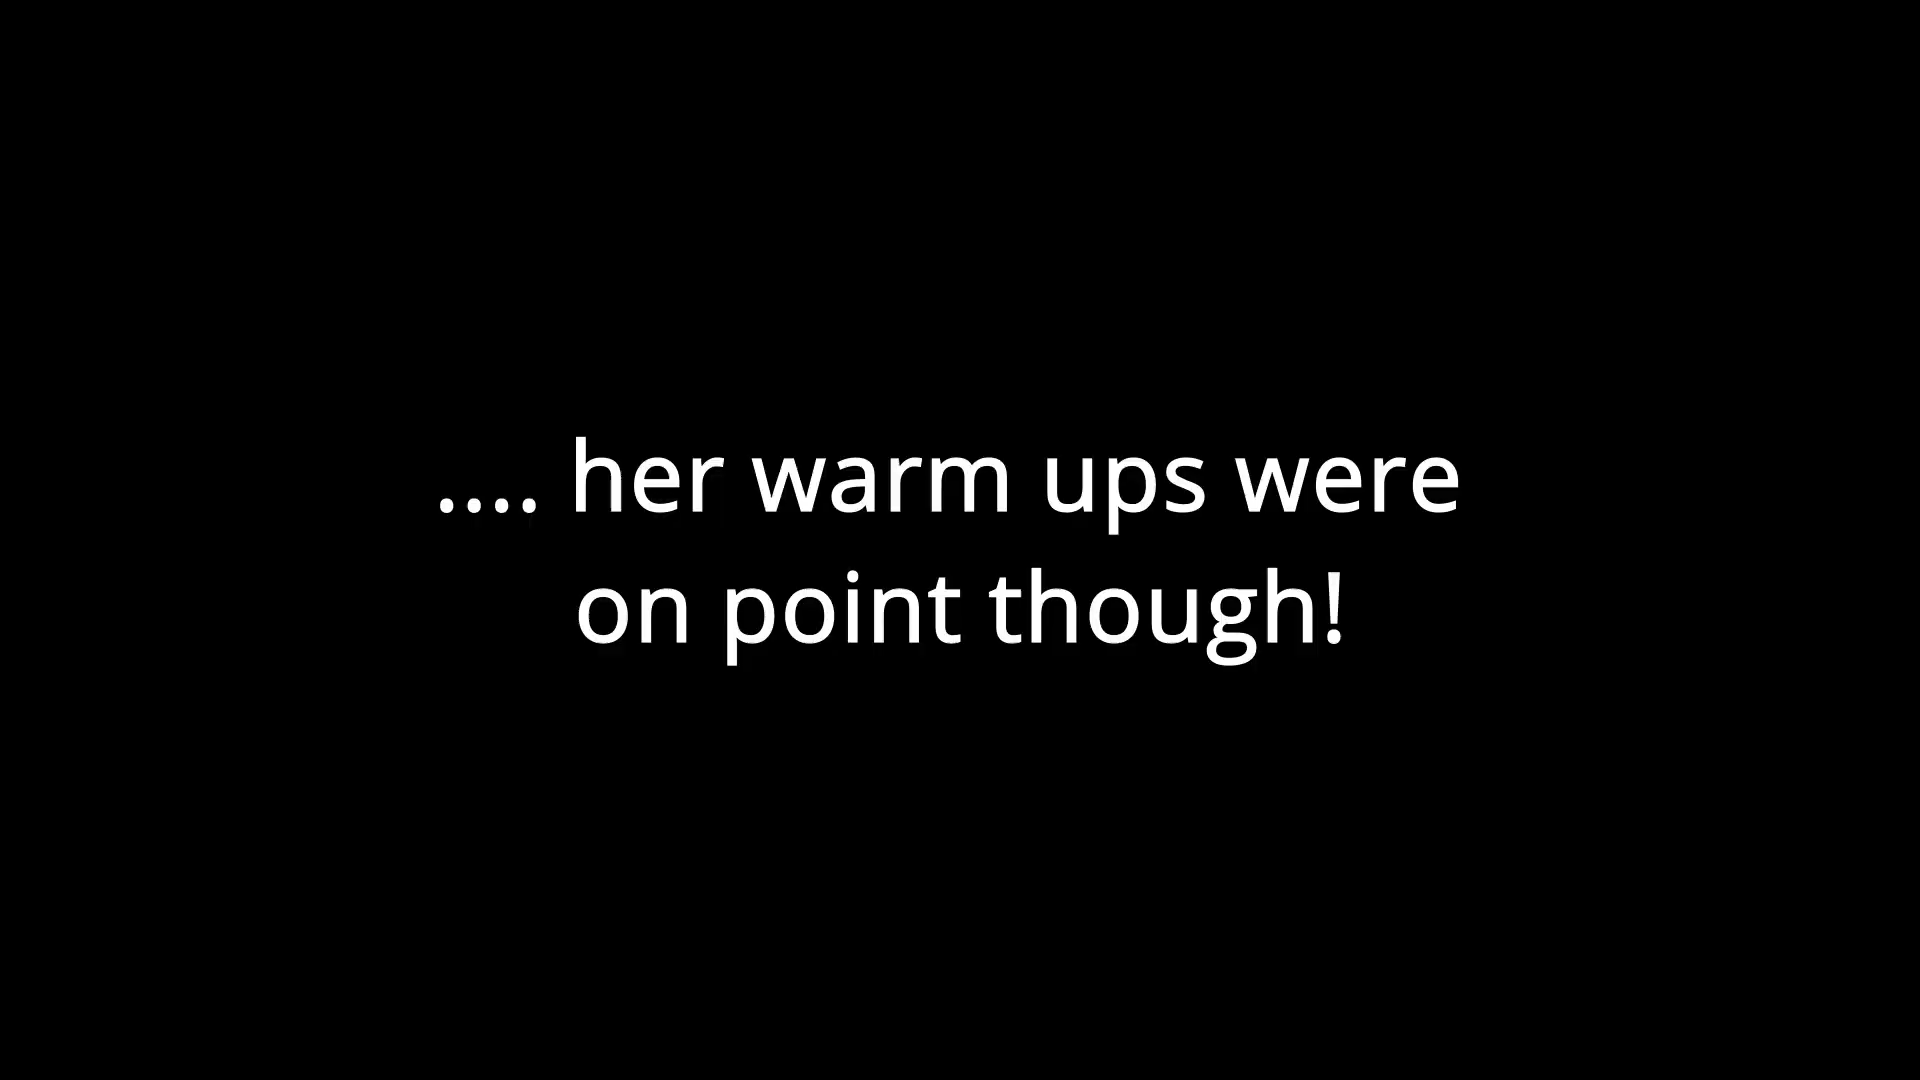 .... her warm ups were
on point though!